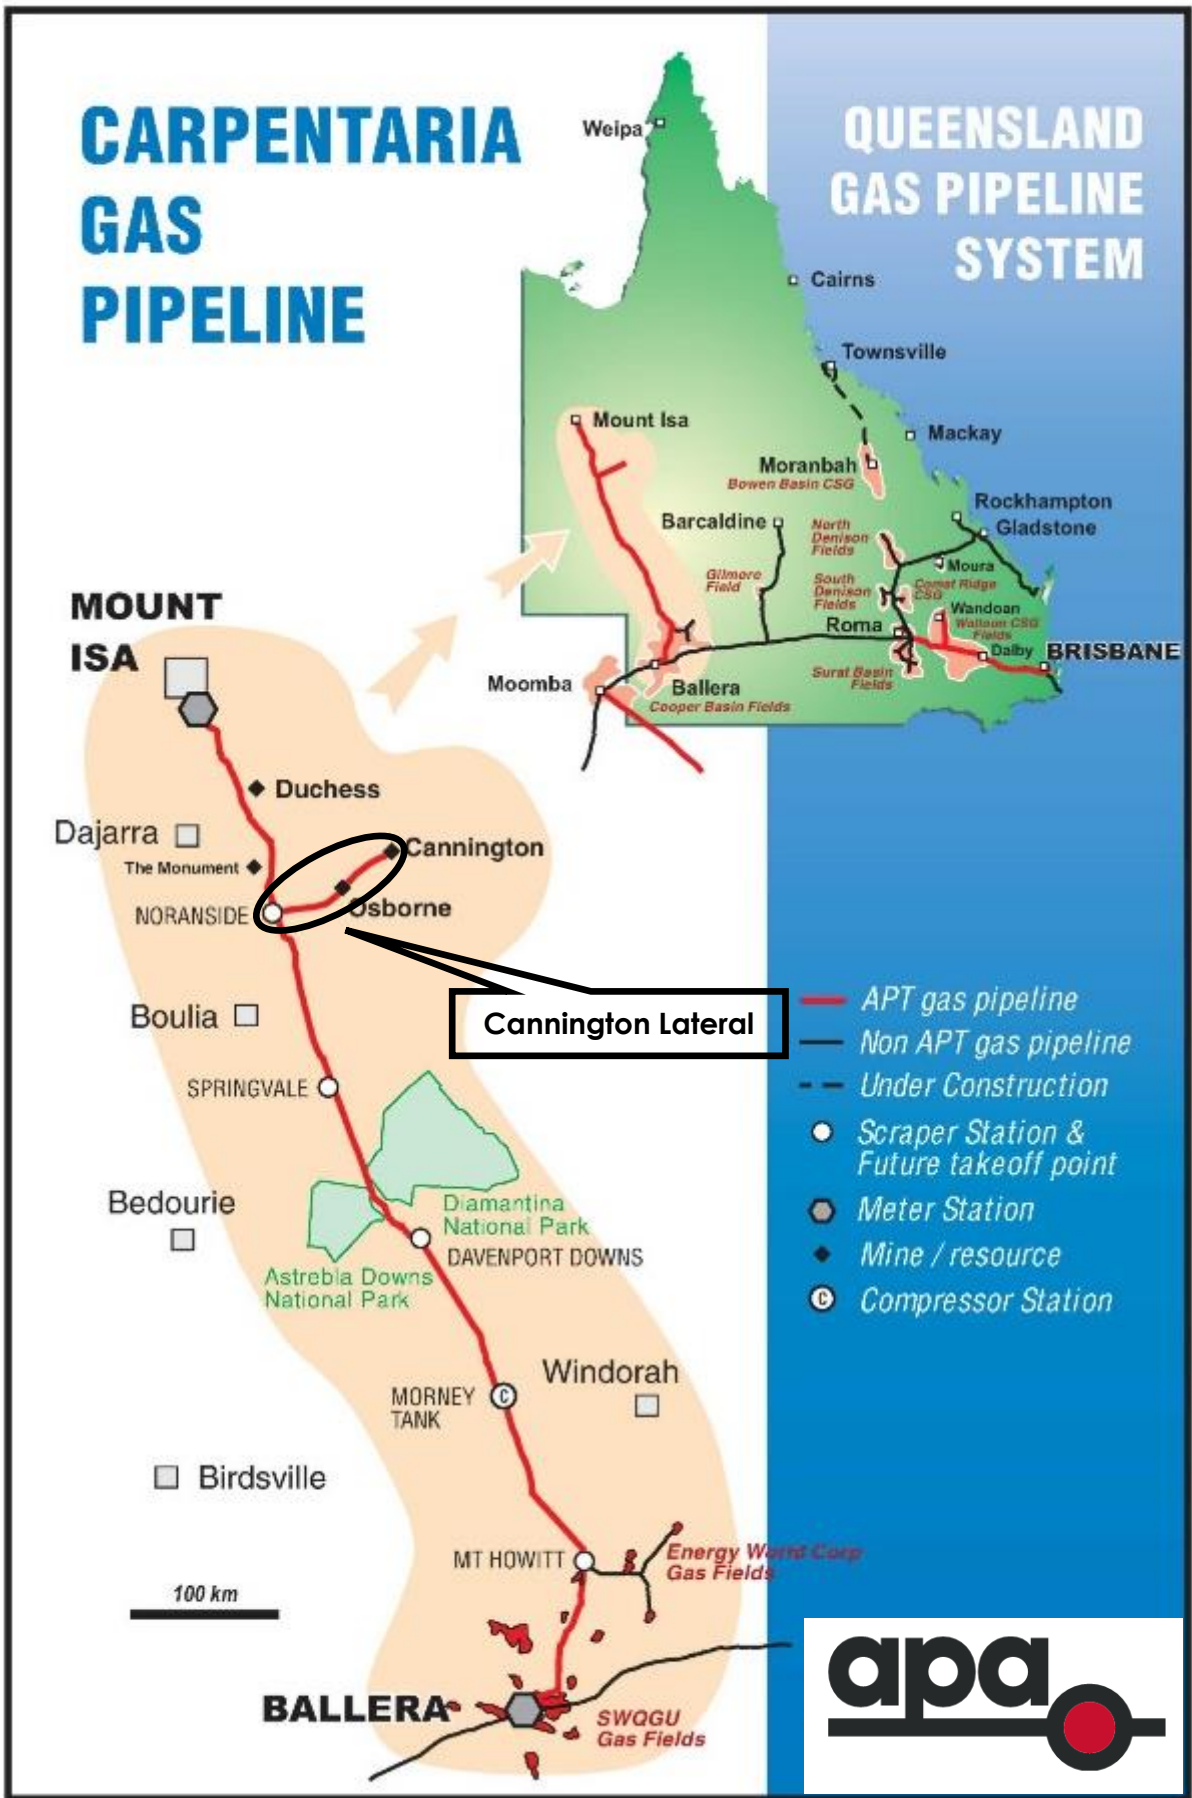 CARPENTARIA
GAS
PIPELINE
QUEENSLAND
GAS PIPELINE
SYSTEM
Weipa
Cairns
Townsville
Mount Isa
Mackay
Moranbah
Bowen Basin CSG
Rockhampton
Gladstone
Barcaldine
North
Denison
Fields
Moura
Gilmore
Field
South
Denison
Fields
Comet Ridge
CSG
Wandoan
Walloon CSG
Fields
Roma
Dalby
BRISBANE
Surat Basin
Fields
Moomba
Ballera
Cooper Basin Fields
MOUNT
ISA
Duchess
Dajarra
The Monument
Cannington
NORANSIDE
Osborne
Cannington Lateral
Boulia
SPRINGVALE
Bedourie
Diamantina
National Park
DAVENPORT DOWNS
Astrebla Downs
National Park
Windorah
MORNEY
TANK
C
Birdsville
MT HOWITT
Energy World Corp
Gas Fields
100 km
BALLERA
SWQGU
Gas Fields
APT gas pipeline
Non APT gas pipeline
Under Construction
Scraper Station &
Future takeoff point
Meter Station
Mine / resource
C Compressor Station
apa